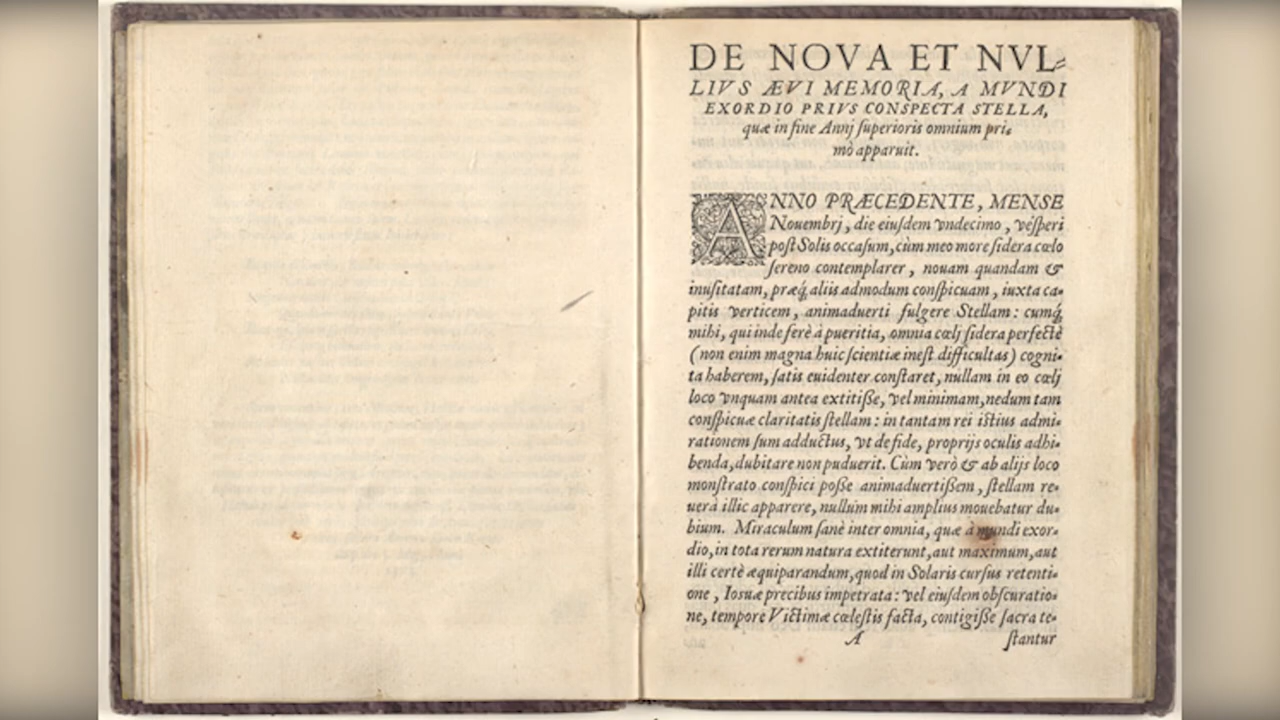 DE NOVA ET NVL⸗
LIVS ÆVI MEMORIA, A MVNDI
EXORDIO PRIVS CONSPECTA STELLA,
quæ in fine Annj ſuperioris omnium pri⸗
mò apparuit.
ANNO PRÆCEDENTE, MENSE
Nouembrj, die eiuſdem vndecimo, veſperi
poſt Solis occaſum, cùm meo more ſidera cœlo
ſereno contemplarer, nouam quandam &
inuſitatam, præq́ aliis admodum conſpicuam, iuxta ca⸗
pitis verticem, animaduerti fulgere Stellam: cumq́
mihi, qui inde ferè à pueritia, omnia cœlj ſidera perfectè
(non enim magna huic ſcientiæ ineſt difficultas) cogni⸗
ta haberem, ſatis euidenter conſtaret, nullam in eo cœlj
loco vnquam antea extitiſſe, vel minimam, nedum tam
conſpicuæ claritatis ſtellam: in tantam rei iſtius admi⸗
rationem ſum adductus, vt de fide, proprijs oculis adhi⸗
benda, dubitare non puduerit. Cùm verò & ab alijs loco
monſtrato conſpici poſſe animaduertiſſem, ſtellam re⸗
uerà illic apparere, nullum mihi amplius mouebatur du⸗
bium. Miraculum ſanè inter omnia, quæ à mundi exor⸗
dio, in tota rerum natura extiterunt, aut maximum, aut
illi certè æquiparandum, quod in Solaris curſus retenti⸗
one, Ioſuæ precibus impetrata: vel eiuſdem obſcuratio⸗
ne, tempore Victimæ cœleſtis facta, contigiſſe ſacra te⸗
A ſtantur